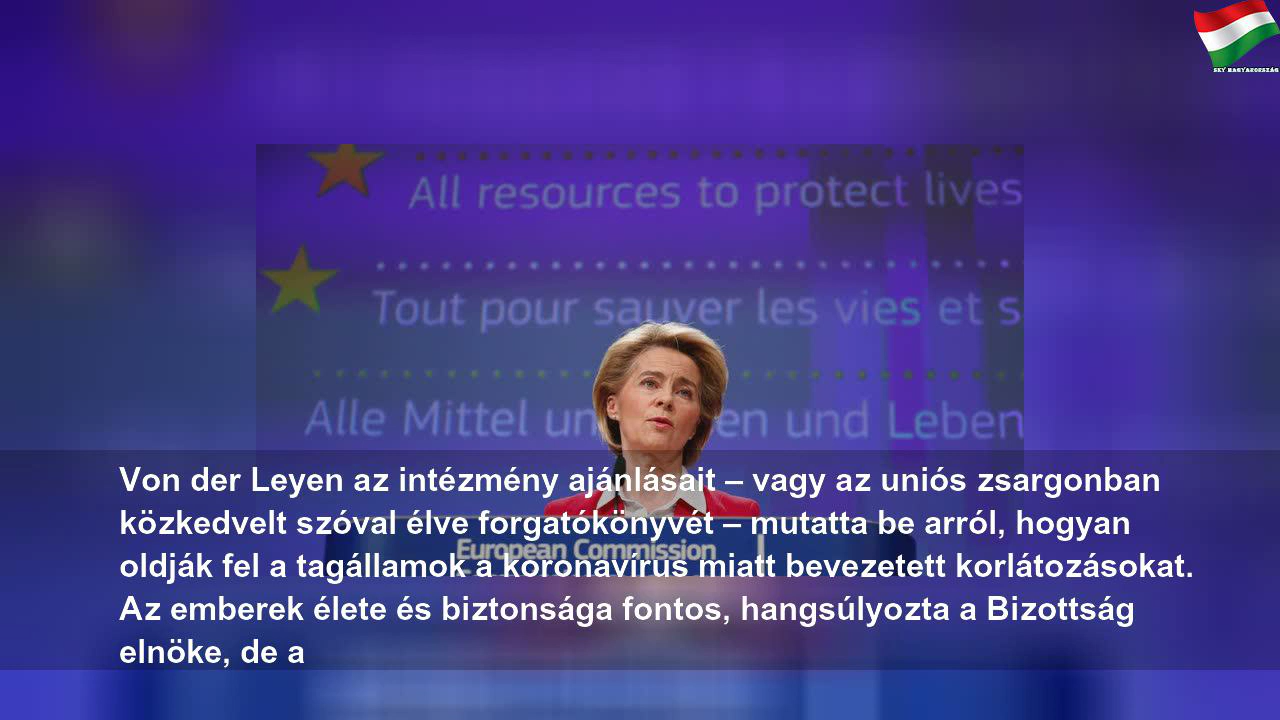 SKY MAGYARORSZÁG
All resources to protect lives
Tout pour sauver les vies et s
Alle Mittel un en und Leben
Von der Leyen az intézmény ajánlásait – vagy az uniós zsargonban
közkedvelt szóval élve forgatókönyvét – mutatta be arról, hogyan
European Commission
oldják fel a tagállamok a koronavírus miatt bevezetett korlátozásokat.
Az emberek élete és biztonsága fontos, hangsúlyozta a Bizottság
elnöke, de a